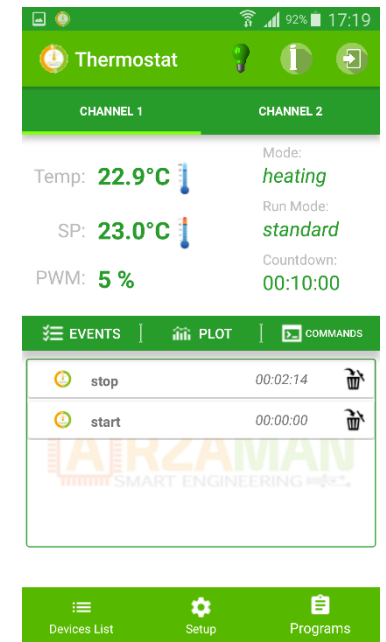 92% 17:19
Thermostat
CHANNEL 1 CHANNEL 2
Temp: 22.9°C
Mode:
heating
SP: 23.0°C
Run Mode:
standard
PWM: 5 %
Countdown:
00:10:00
EVENTS PLOT COMMANDS
stop 00:02:14
start 00:00:00
AIRZAMAN
SMART ENGINEERING
Devices List Setup Programs